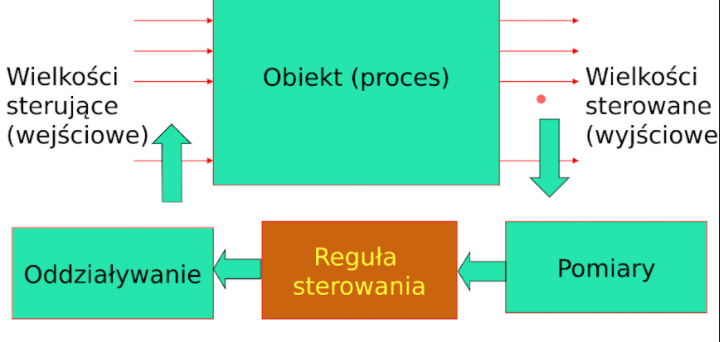 Obiekt (proces)
Wielkości
sterujące
(wejściowe)
Wielkości
sterowane
(wyjściowe
Oddziaływanie
Reguła
sterowania
Pomiary